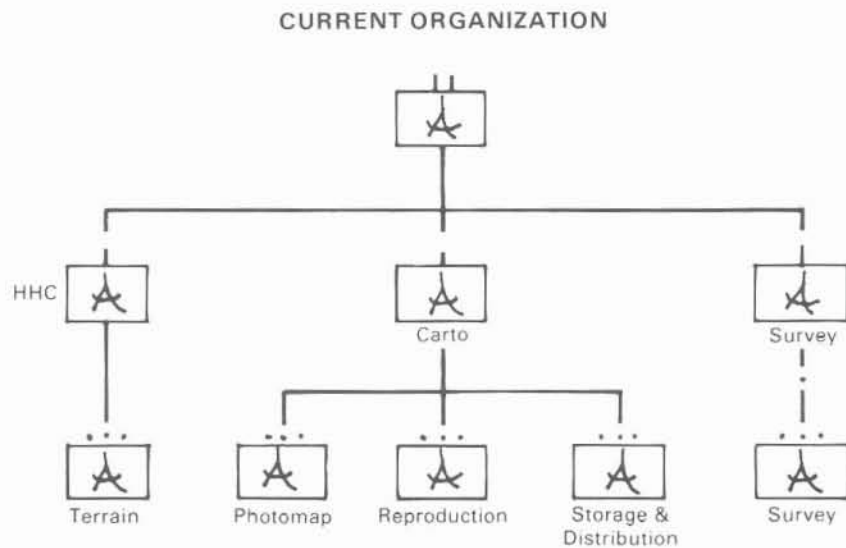 CURRENT ORGANIZATION
HHC
Carto
Survey
Terrain
Photomap
Reproduction
Storage &
Distribution
Survey